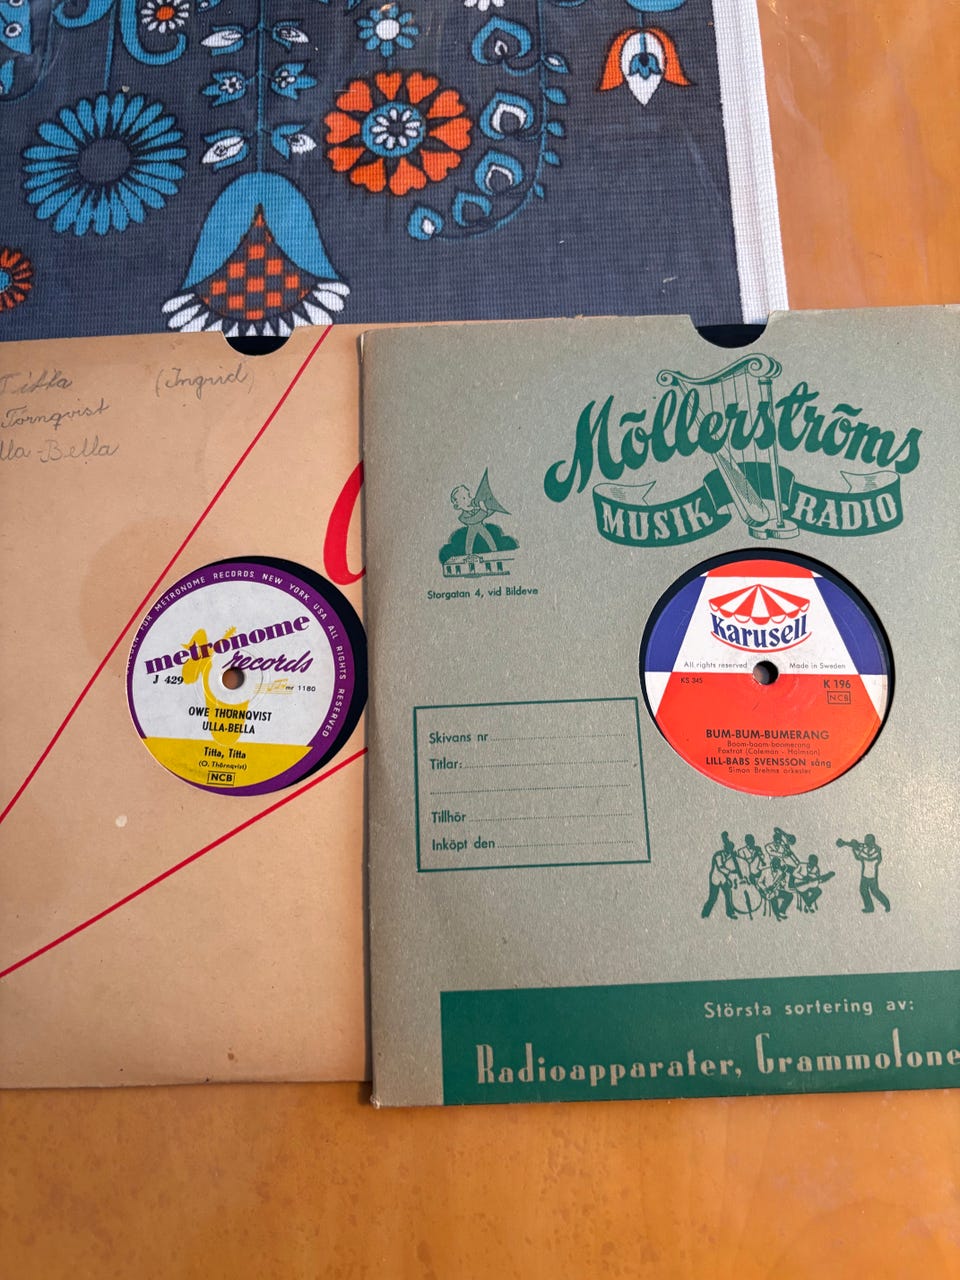 Titta
(Ingrid)
Törnqvist
lla-Bella
FOR METRONOME RECORDS NEW YORK USA ALL RIGHTS RESERVED.
metronome
records
J 429
mr 1180
OWE THÖRNQVIST
ULLA-BELLA
Titta, Titta
(O. Thörnqvist)
NCB
Möllerströms
MUSIK RADIO
Storgatan 4, vid Bildeve
Karusell
All rights reserved
Made in Sweden
KS 345
K 196
NCB
BUM-BUM-BUMERANG
Boom-boom-boomerang
Foxtrot (Coleman - Holmson)
LILL-BABS SVENSSON sång
Simon Brehms orkester
Skivans nr
Titlar:
Tillhör
Inköpt den
Största sortering av:
Radioapparater, Grammofone